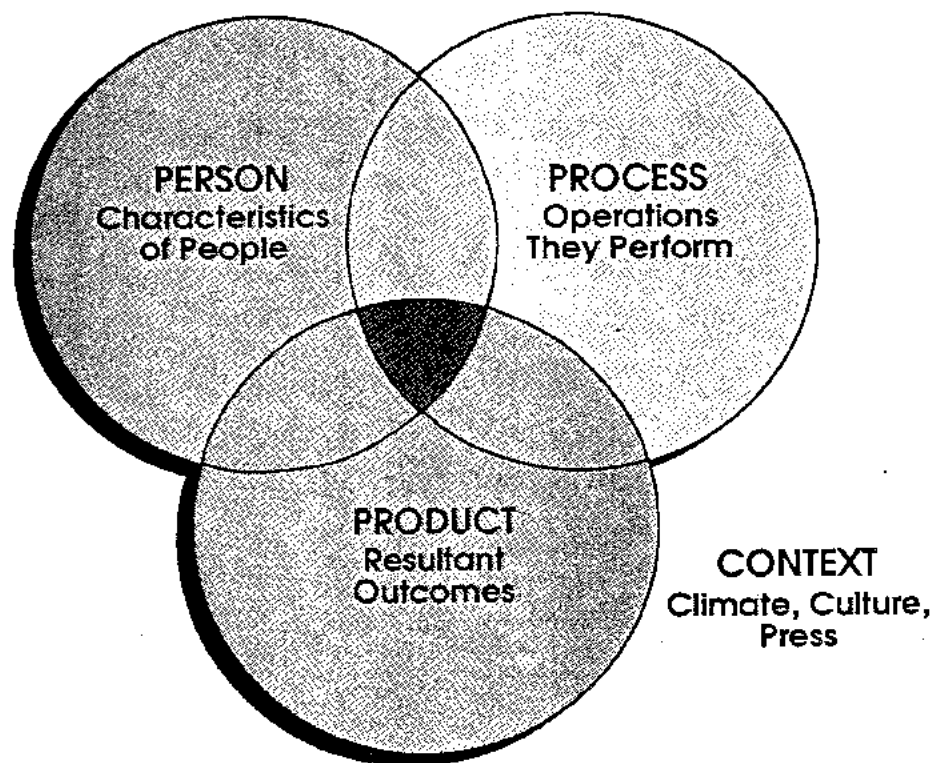 PERSON
Characteristics
of People
PROCESS
Operations
They Perform
PRODUCT
Resultant
Outcomes
CONTEXT
Climate, Culture,
Press